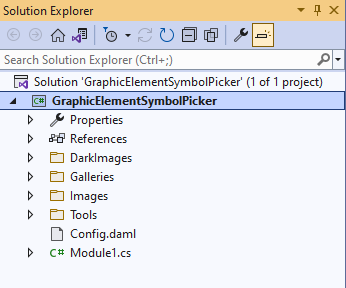 Solution Explorer
Search Solution Explorer (Ctrl+;)
Solution 'GraphicElementSymbolPicker' (1 of 1 project)
C# GraphicElementSymbolPicker
Properties
References
DarkImages
Galleries
Images
Tools
Config.daml
C# Module1.cs